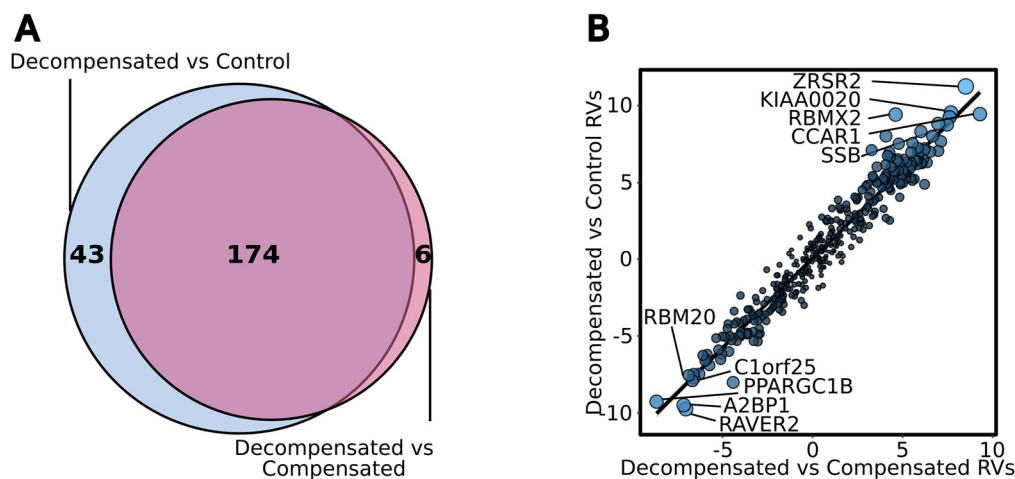 A
Decompensated vs Control
43
174
6
Decompensated vs
Compensated
B
Decompensated vs Control RVs
10
5
0
-5
-10
ZRSR2
KIAA0020
RBMX2
CCAR1
SSB
RBM20
C1orf25
PPARGC1B
A2BP1
RAVER2
-5
0
5
10
Decompensated vs Compensated RVs